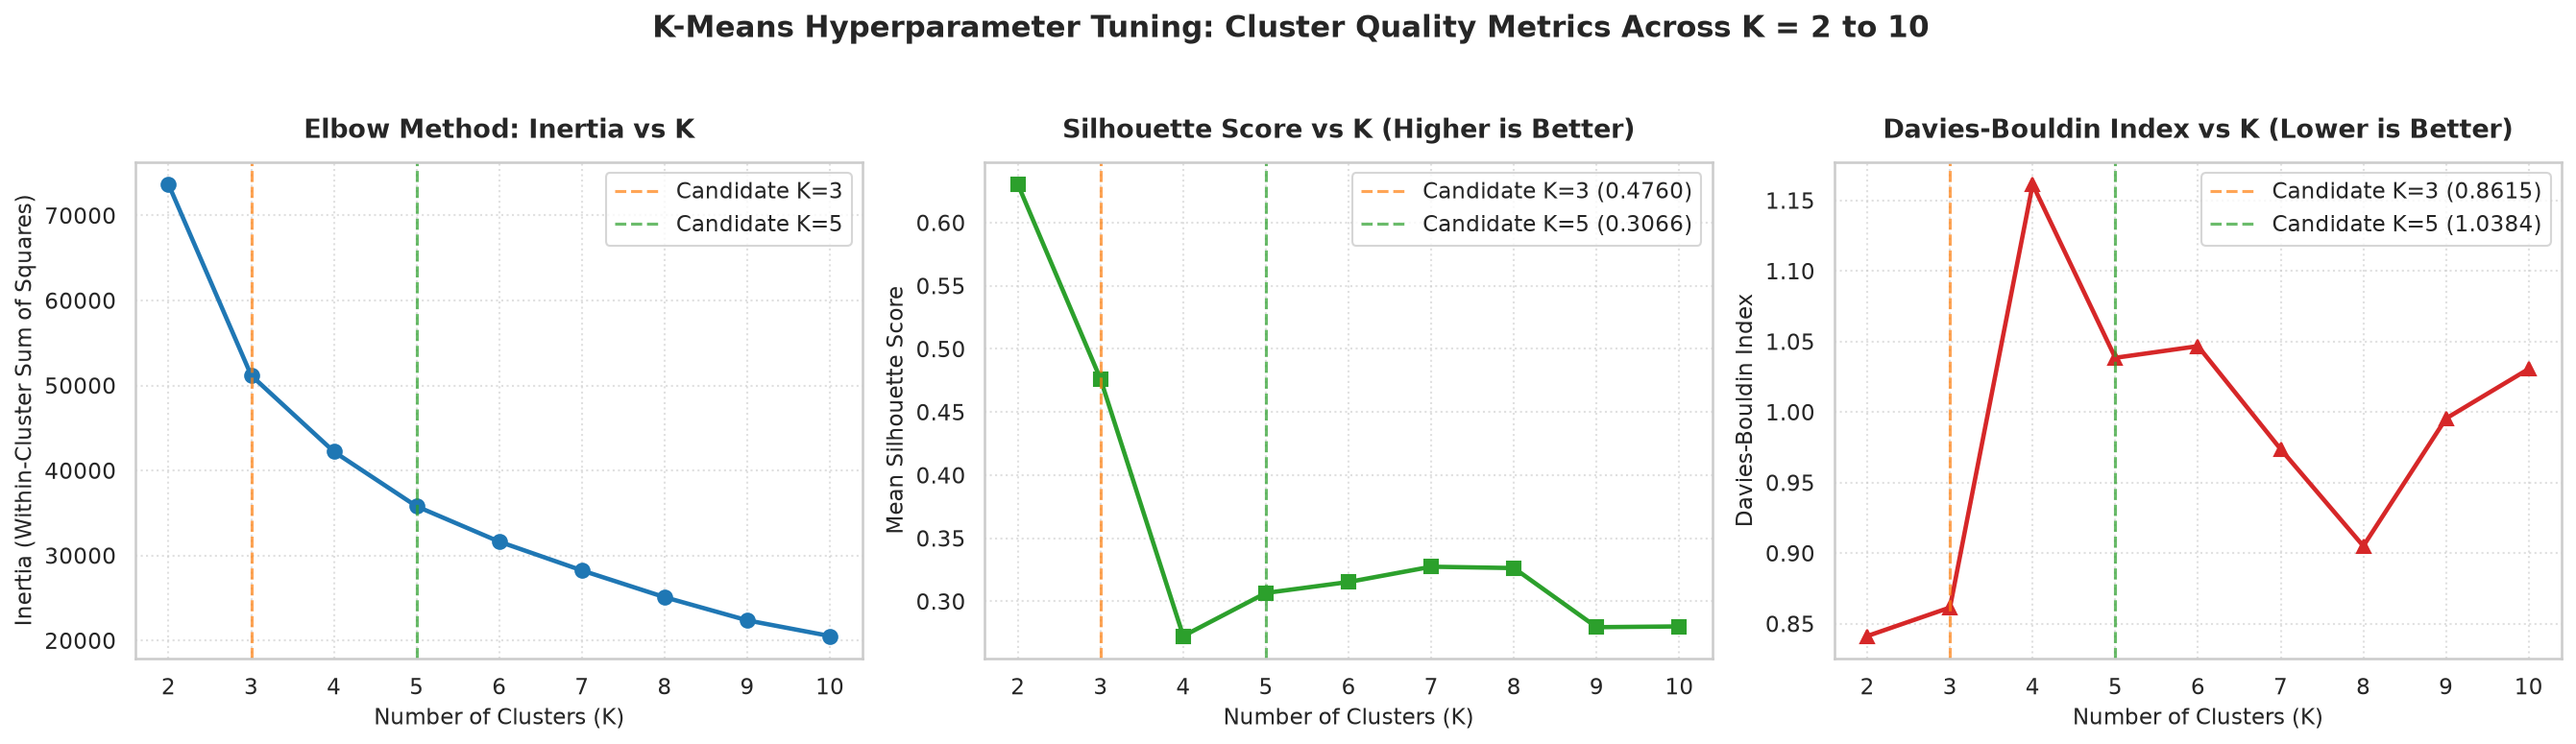 K-Means Hyperparameter Tuning: Cluster Quality Metrics Across K = 2 to 10
Elbow Method: Inertia vs K
Inertia (Within-Cluster Sum of Squares)
70000
60000
50000
40000
30000
20000
Candidate K=3
Candidate K=5
2 3 4 5 6 7 8 9 10
Number of Clusters (K)
Silhouette Score vs K (Higher is Better)
Mean Silhouette Score
0.60
0.55
0.50
0.45
0.40
0.35
0.30
Candidate K=3 (0.4760)
Candidate K=5 (0.3066)
2 3 4 5 6 7 8 9 10
Number of Clusters (K)
Davies-Bouldin Index vs K (Lower is Better)
Davies-Bouldin Index
1.15
1.10
1.05
1.00
0.95
0.90
0.85
Candidate K=3 (0.8615)
Candidate K=5 (1.0384)
2 3 4 5 6 7 8 9 10
Number of Clusters (K)